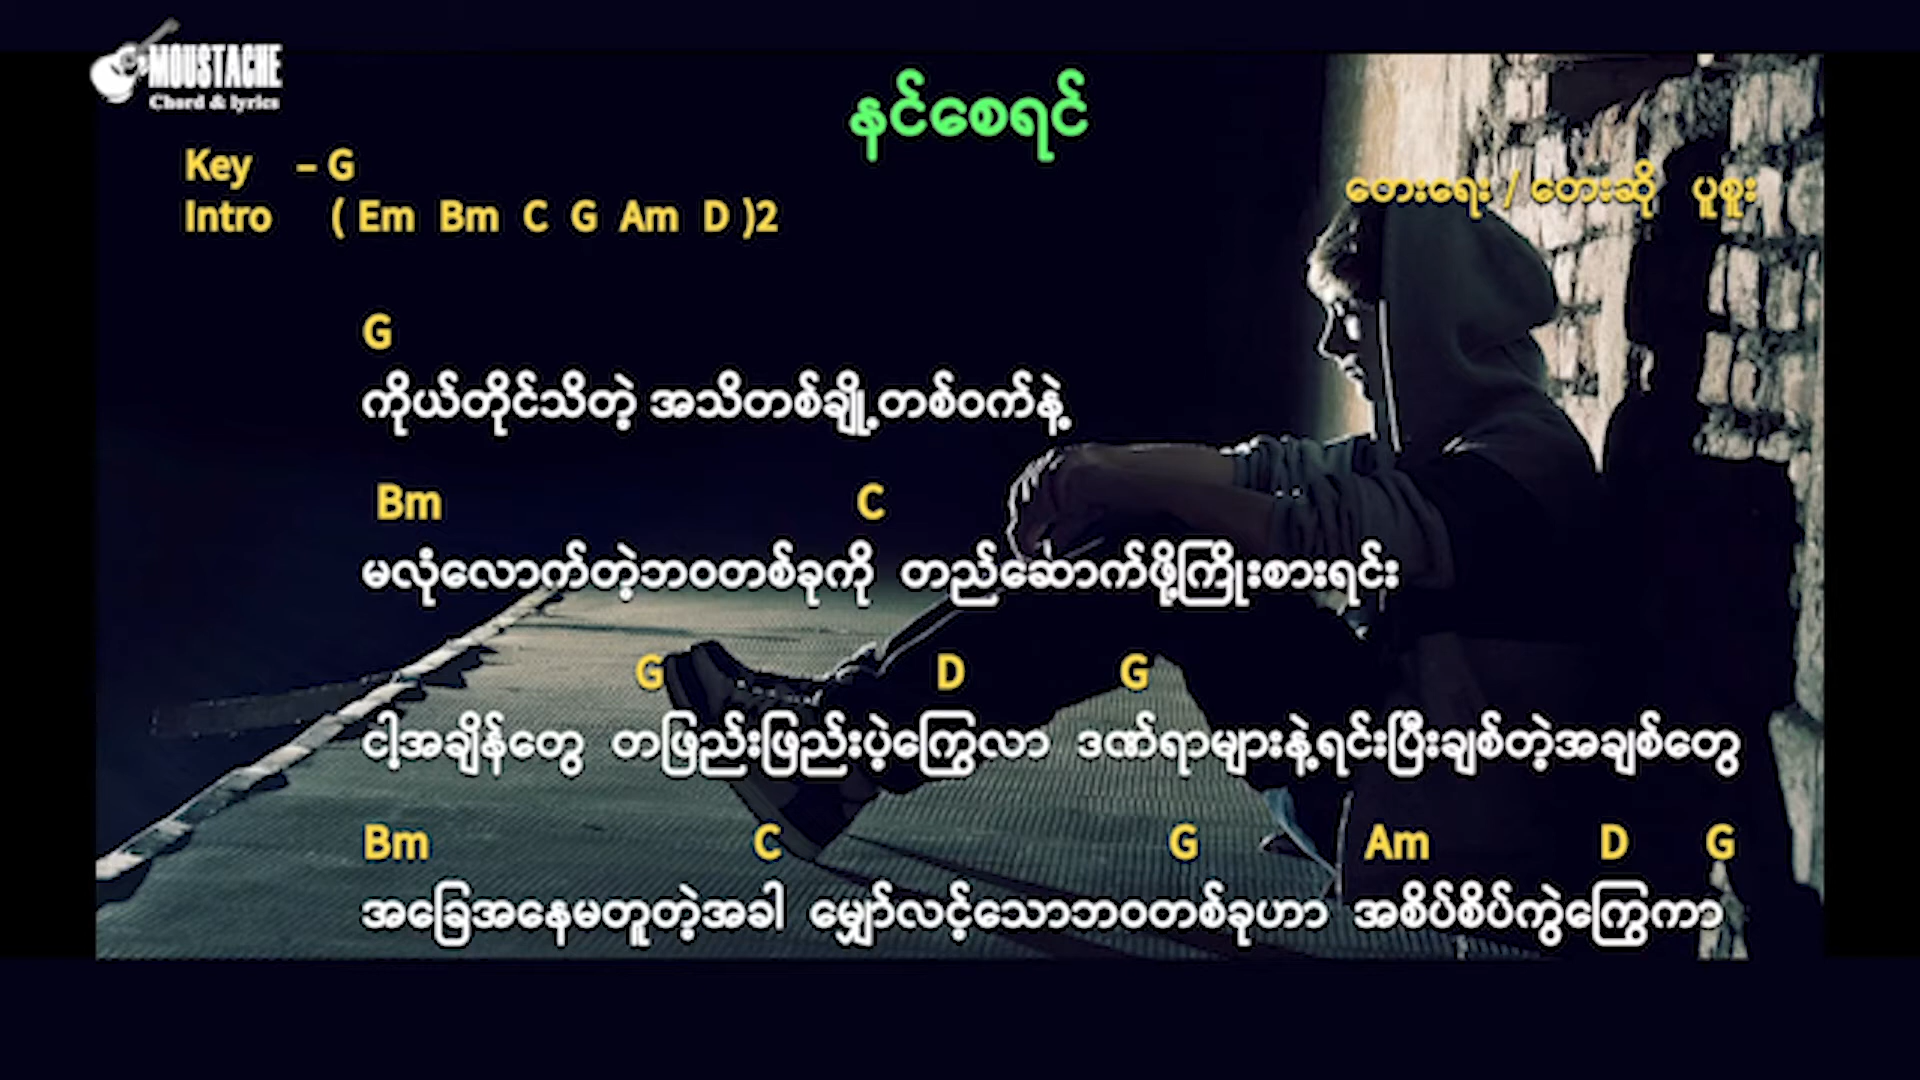 MOUSTACHE
Chord & lyrics
နင်စေရင်
Key – G
တေးရေး / တေးဆို ပူစူး
Intro ( Em Bm C G Am D )2
G
ကိုယ်တိုင်သိတဲ့ အသိတစ်ချို့တစ်ဝက်နဲ့
Bm C
မလုံလောက်တဲ့ဘဝတစ်ခုကို တည်ဆောက်ဖို့ကြိုးစားရင်း
G D G
ငါ့အချိန်တွေ တဖြည်းဖြည်းပဲ့ကြွေလာ ဒဏ်ရာများနဲ့ရင်းပြီးချစ်တဲ့အချစ်တွေ
Bm C G Am D G
အခြေအနေမတူတဲ့အခါ မျှော်လင့်သောဘဝတစ်ခုဟာ အစိပ်စိပ်ကွဲကြွေကာ